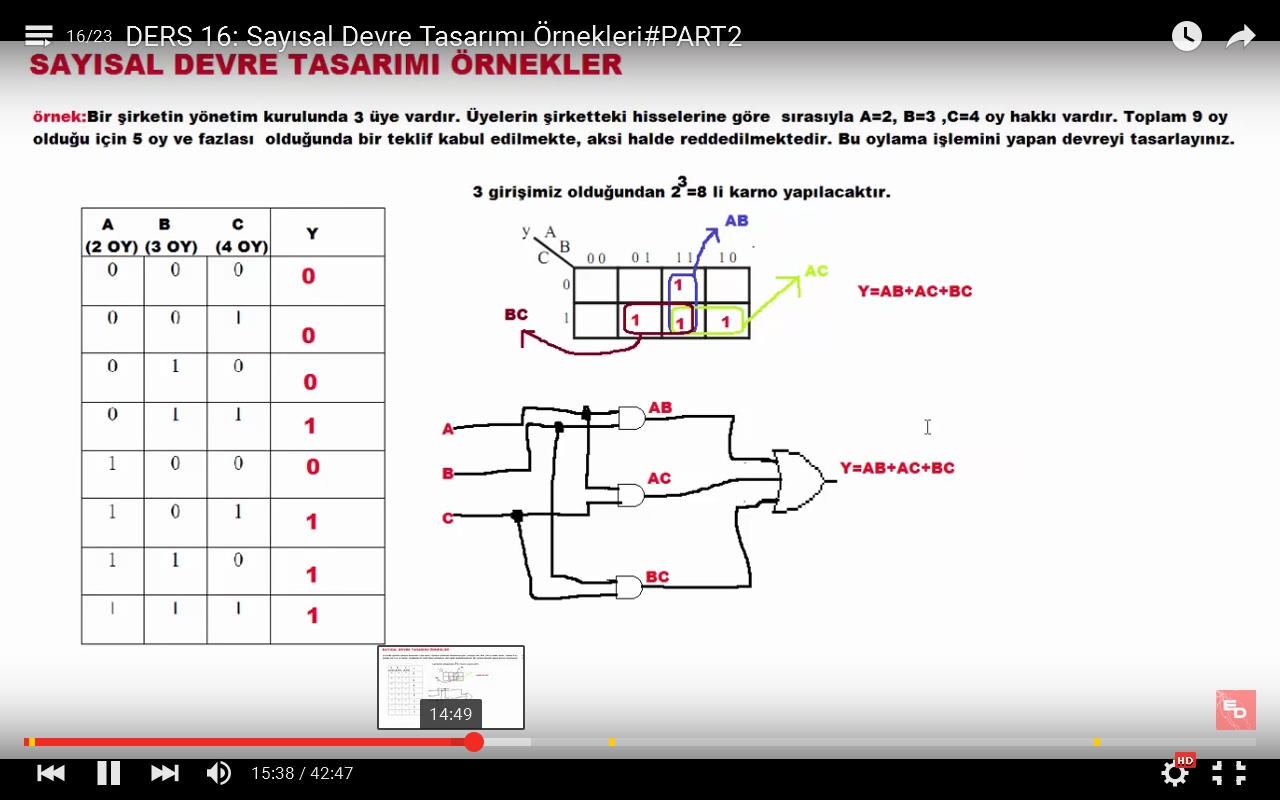 16/23 DERS 16: Sayısal Devre Tasarımı Örnekleri#PART2
SAYISAL DEVRE TASARIMI ÖRNEKLER
örnek:Bir şirketin yönetim kurulunda 3 üye vardır. Üyelerin şirketteki hisselerine göre sırasıyla A=2, B=3 ,C=4 oy hakkı vardır. Toplam 9 oy
olduğu için 5 oy ve fazlası olduğunda bir teklif kabul edilmekte, aksi halde reddedilmektedir. Bu oylama işlemini yapan devreyi tasarlayınız.
3 girişimiz olduğundan 2³=8 li karno yapılacaktır.
A B C Y
(2 OY) (3 OY) (4 OY)
0 0 0 0
0 0 1 0
0 1 0 0
0 1 1 1
1 0 0 0
1 0 1 1
1 1 0 1
1 1 1 1
AB
y A
B
C 00 01 11 10
0 1
1 1 1 1
AC
BC
Y=AB+AC+BC
A
B
C
AB
AC
BC
Y=AB+AC+BC
14:49
ED
15:38 / 42:47
HD